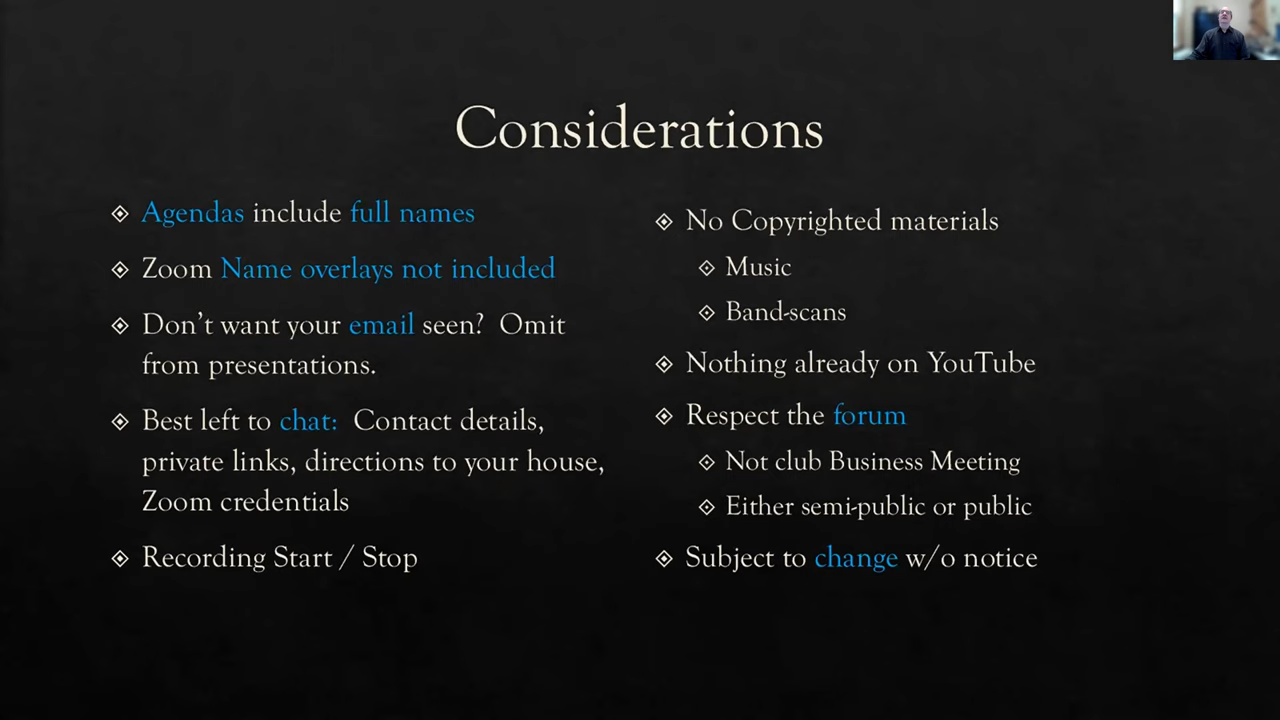 Considerations
Agendas include full names
Zoom Name overlays not included
Don't want your email seen? Omit
from presentations.
Best left to chat: Contact details,
private links, directions to your house,
Zoom credentials
Recording Start / Stop
No Copyrighted materials
Music
Band-scans
Nothing already on YouTube
Respect the forum
Not club Business Meeting
Either semi-public or public
Subject to change w/o notice